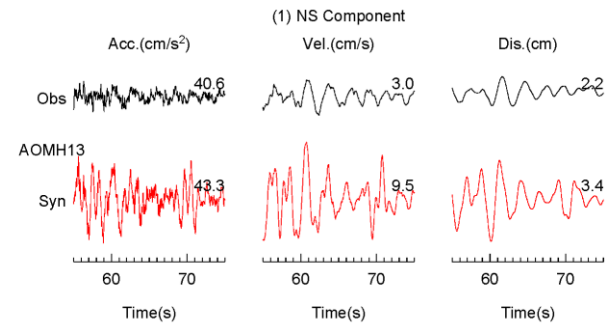 (1) NS Component
Acc.(cm/s²) Vel.(cm/s) Dis.(cm)
Obs 40.6 3.0 2.2
AOMH13
Syn 43.3 9.5 3.4
60 70 60 70 60 70
Time(s) Time(s) Time(s)